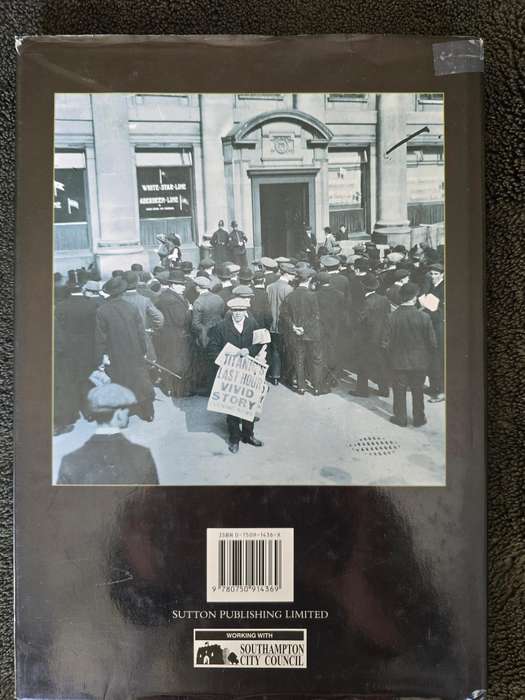 WHITE-STAR-LINE
ABERDEEN-LINE
TITANIC
LAST HOUR
VIVID
STORY
ISBN 0-7509-1436-X
9 780750 914369
SUTTON PUBLISHING LIMITED
WORKING WITH
SOUTHAMPTON
CITY COUNCIL